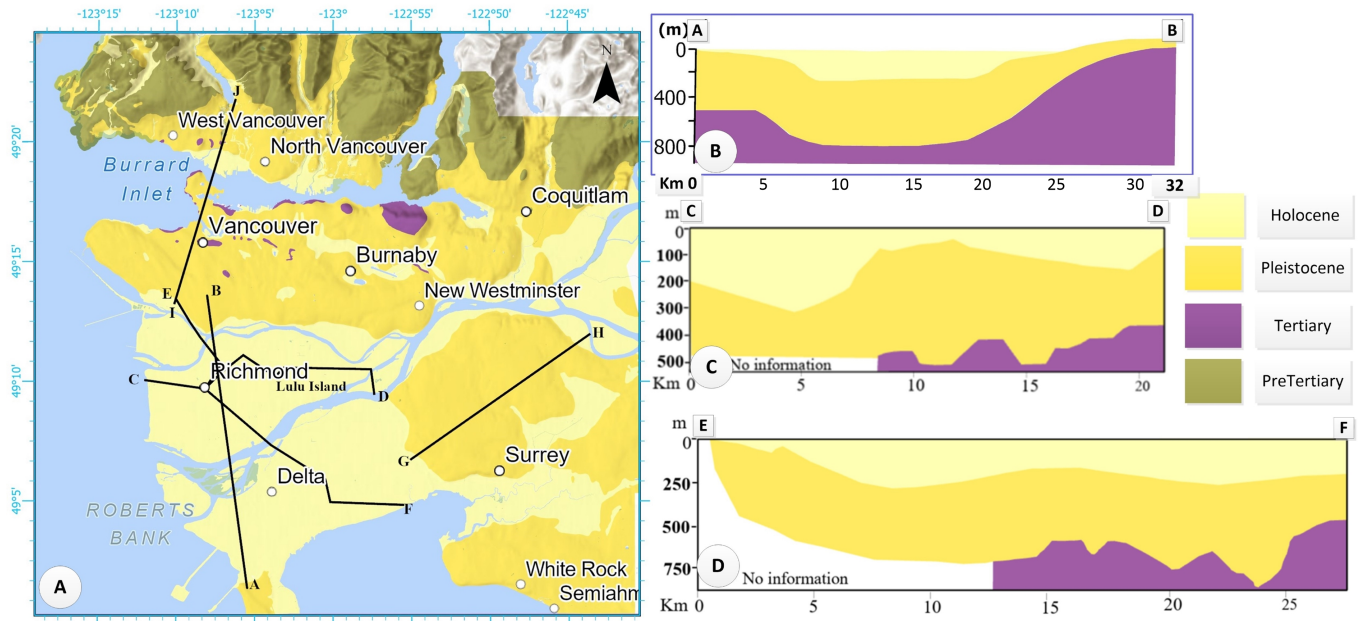 -123°15' -123°10' -123°5' -123° -122°55' -122°50' -122°45'
49°20'
49°15'
49°10'
49°5'
N
J
West Vancouver
North Vancouver
Burrard
Inlet
Coquitlam
Vancouver
Burnaby
New Westminster
E
I
B
H
C
Richmond
Lulu Island
D
G
Surrey
Delta
F
ROBERTS
BANK
A
White Rock
Semiahm
A
(m) A B
0
400
800
B
Km 0 5 10 15 20 25 30 32
m C D
0
100
200
300
400
500
C No information
Km 0 5 10 15 20
Holocene
Pleistocene
Tertiary
PreTertiary
m E F
0
250
500
750
D No information
Km 0 5 10 15 20 25